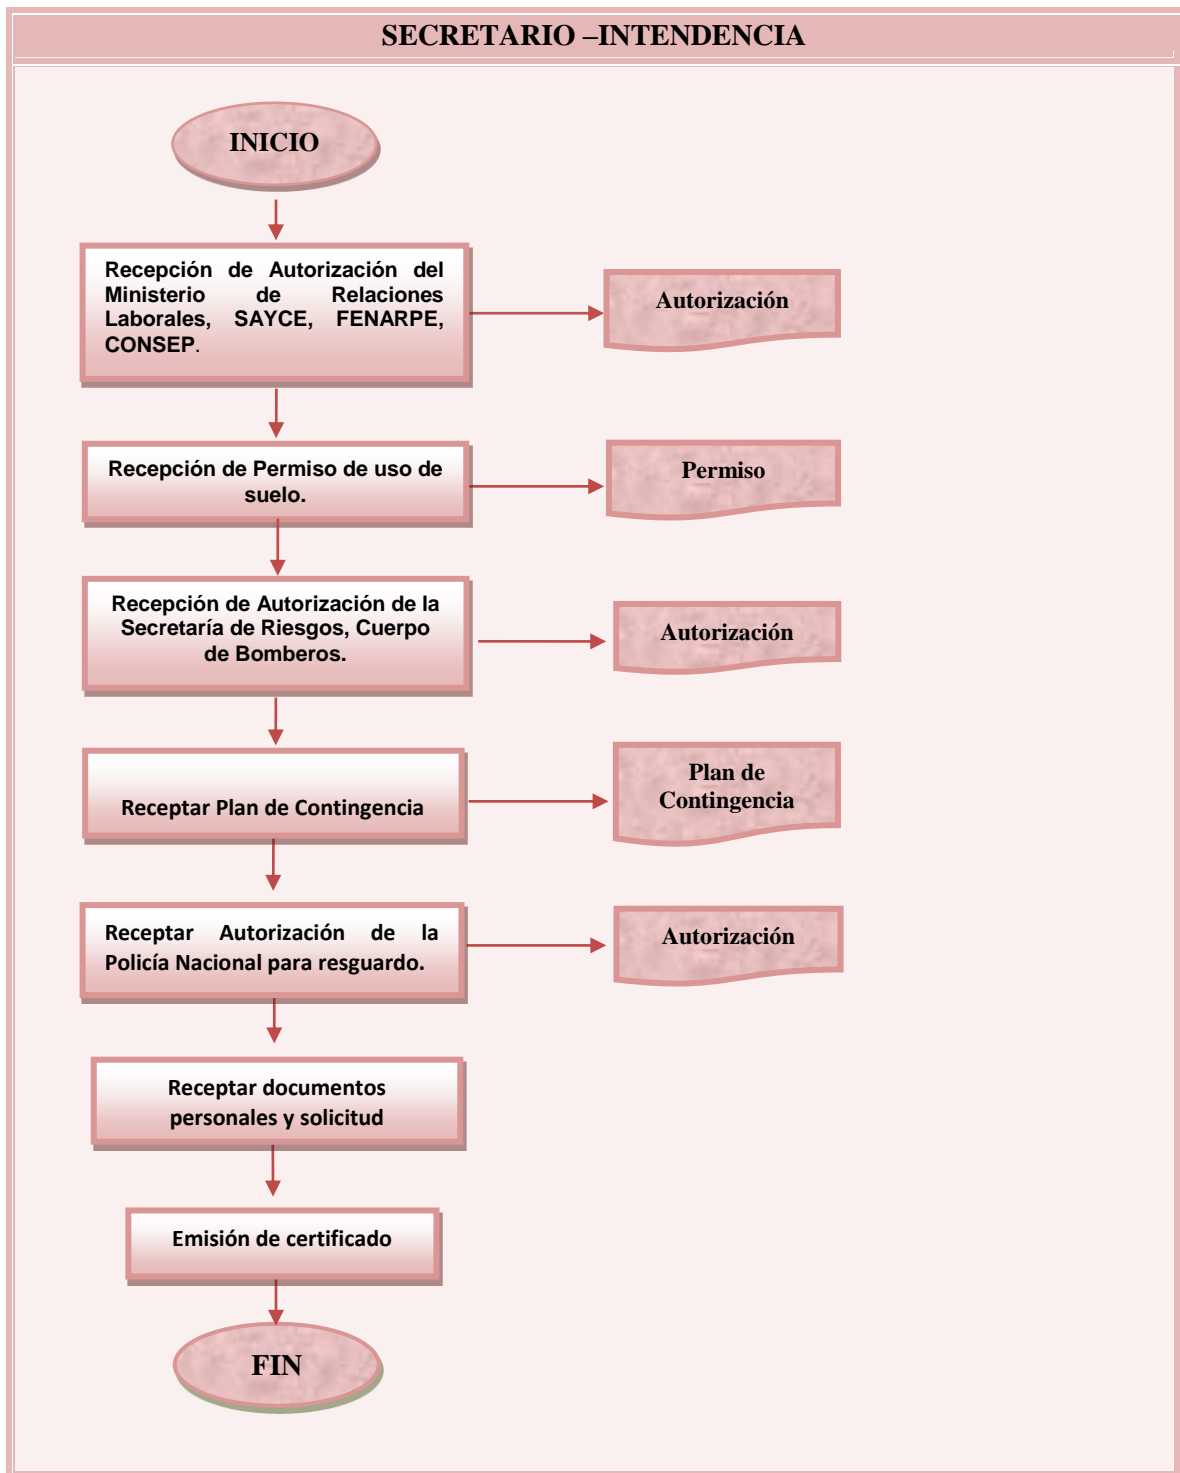 SECRETARIO –INTENDENCIA
INICIO
Recepción de Autorización del
Ministerio de Relaciones
Laborales, SAYCE, FENARPE,
CONSEP.
Autorización
Recepción de Permiso de uso de
suelo.
Permiso
Recepción de Autorización de la
Secretaría de Riesgos, Cuerpo
de Bomberos.
Autorización
Receptar Plan de Contingencia
Plan de
Contingencia
Receptar Autorización de la
Policía Nacional para resguardo.
Autorización
Receptar documentos
personales y solicitud
Emisión de certificado
FIN